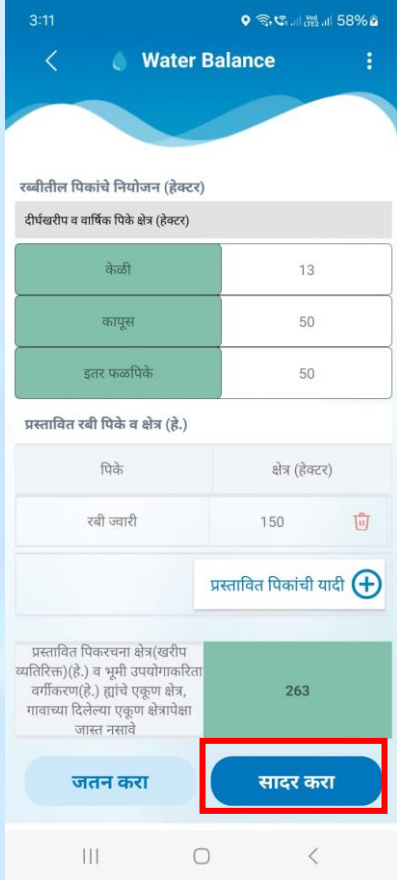 3:11 58%
Water Balance
रब्बीतील पिकांचे नियोजन (हेक्टर)
दीर्घखरीप व वार्षिक पिके क्षेत्र (हेक्टर)
केळी 13
कापूस 50
इतर फळपिके 50
प्रस्तावित रबी पिके व क्षेत्र (हे.)
पिके क्षेत्र (हेक्टर)
रबी ज्वारी 150
प्रस्तावित पिकांची यादी
प्रस्तावित पिकरचना क्षेत्र(खरीप
व्यतिरिक्त)(हे.) व भूमी उपयोगाकरिता
वर्गीकरण(हे.) ह्यांचे एकूण क्षेत्र,
गावाच्या दिलेल्या एकूण क्षेत्रापेक्षा
जास्त नसावे
263
जतन करा सादर करा